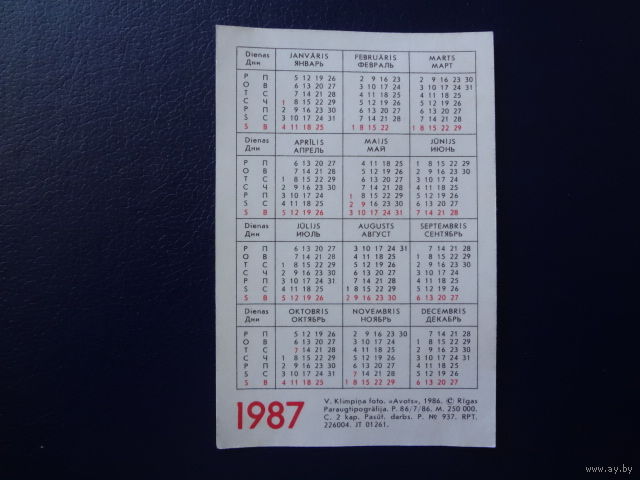 Dienas JANVĀRIS FEBRUĀRIS MARTS
Дни ЯНВАРЬ ФЕВРАЛЬ МАРТ
P П 5 12 19 26 2 9 16 23 2 9 16 23 30
O В 6 13 20 27 3 10 17 24 3 10 17 24 31
T С 7 14 21 28 4 11 18 25 4 11 18 25
C Ч 1 8 15 22 29 5 12 19 26 5 12 19 26
P П 2 9 16 23 30 6 13 20 27 6 13 20 27
S С 3 10 17 24 31 7 14 21 28 7 14 21 28
S В 4 11 18 25 1 8 15 22 1 8 15 22 29
Dienas APRĪLIS MAIJS JŪNIJS
Дни АПРЕЛЬ МАЙ ИЮНЬ
P П 6 13 20 27 4 11 18 25 1 8 15 22 29
O В 7 14 21 28 5 12 19 26 2 9 16 23 30
T С 1 8 15 22 29 6 13 20 27 3 10 17 24
C Ч 2 9 16 23 30 7 14 21 28 4 11 18 25
P П 3 10 17 24 1 8 15 22 29 5 12 19 26
S С 4 11 18 25 2 9 16 23 30 6 13 20 27
S В 5 12 19 26 3 10 17 24 31 7 14 21 28
Dienas JŪLIJS AUGUSTS SEPTEMBRIS
Дни ИЮЛЬ АВГУСТ СЕНТЯБРЬ
P П 6 13 20 27 3 10 17 24 31 7 14 21 28
O В 7 14 21 28 4 11 18 25 1 8 15 22 29
T С 1 8 15 22 29 5 12 19 26 2 9 16 23 30
C Ч 2 9 16 23 30 6 13 20 27 3 10 17 24
P П 3 10 17 24 31 7 14 21 28 4 11 18 25
S С 4 11 18 25 1 8 15 22 29 5 12 19 26
S В 5 12 19 26 2 9 16 23 30 6 13 20 27
Dienas OKTOBRIS NOVEMBRIS DECEMBRIS
Дни ОКТЯБРЬ НОЯБРЬ ДЕКАБРЬ
P П 5 12 19 26 2 9 16 23 30 7 14 21 28
O В 6 13 20 27 3 10 17 24 1 8 15 22 29
T С 7 14 21 28 4 11 18 25 2 9 16 23 30
C Ч 1 8 15 22 29 5 12 19 26 3 10 17 24 31
P П 2 9 16 23 30 6 13 20 27 4 11 18 25
S С 3 10 17 24 31 7 14 21 28 5 12 19 26
S В 4 11 18 25 1 8 15 22 29 6 13 20 27
1987
V. Klimpiņa foto. «Avots», 1986. © Rīgas
Paraugtipogrāfija. P. 86/7/86. M. 250 000.
C. 2 kap. Pasūt. darbs. P. № 937. RPT.
226004. JT 01261.
www.ay.by